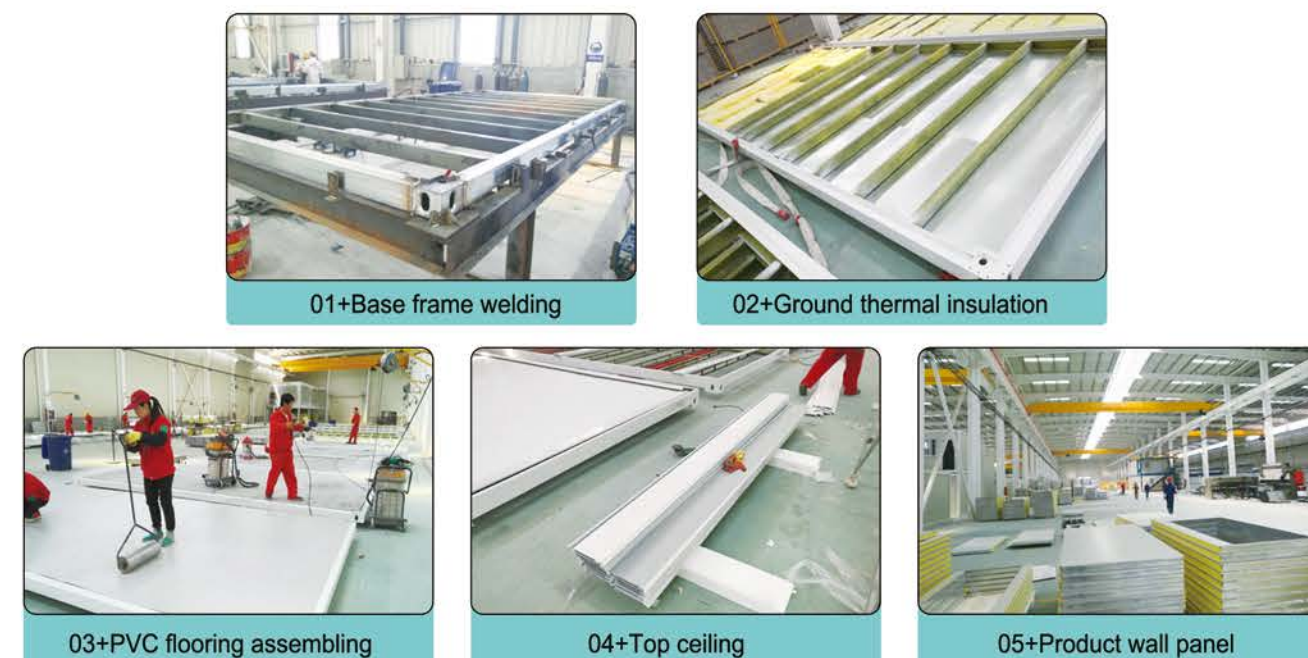 01+Base frame welding
02+Ground thermal insulation
03+PVC flooring assembling
04+Top ceiling
05+Product wall panel